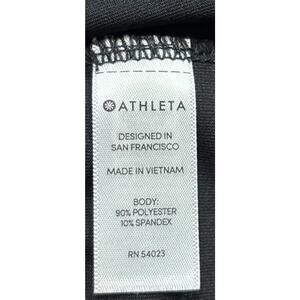 ATHLETA
DESIGNED IN
SAN FRANCISCO
MADE IN VIETNAM
BODY:
90% POLYESTER
10% SPANDEX
RN 54023